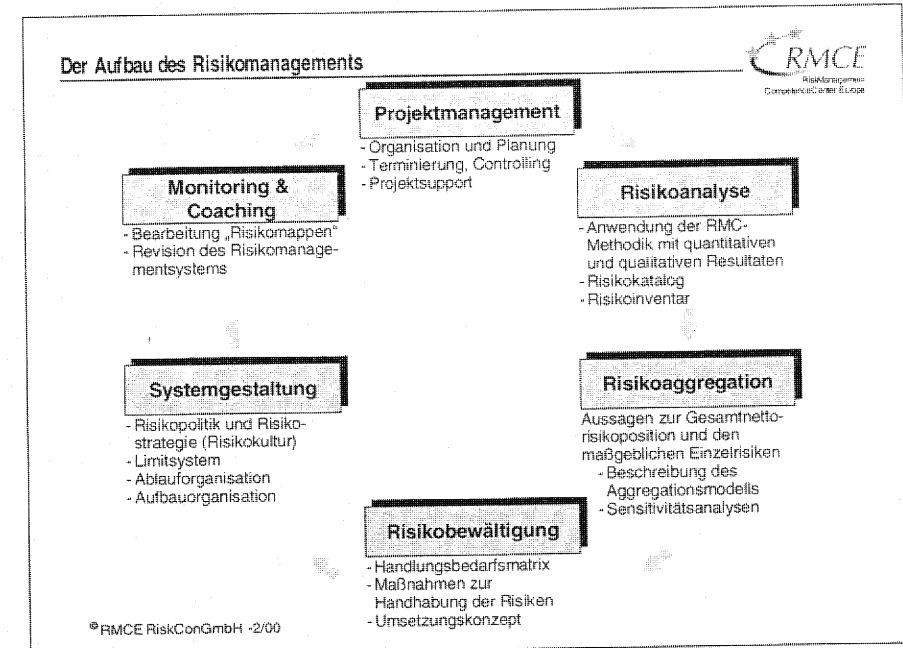 Der Aufbau des Risikomanagements
RMCE
RiskManagement
CompetenceCenter Europe
Projektmanagement
- Organisation und Planung
- Terminierung, Controlling
- Projektsupport
Risikoanalyse
- Anwendung der RMC-
Methodik mit quantitativen
und qualitativen Resultaten
- Risikokatalog
- Risikoinventar
Risikoaggregation
Aussagen zur Gesamtnetto-
risikoposition und den
maßgeblichen Einzelrisiken
- Beschreibung des
Aggregationsmodells
- Sensitivitätsanalysen
Risikobewältigung
- Handlungsbedarfsmatrix
- Maßnahmen zur
Handhabung der Risiken
- Umsetzungskonzept
Systemgestaltung
- Risikopolitik und Risiko-
strategie (Risikokultur)
- Limitsystem
- Ablauforganisation
- Aufbauorganisation
Monitoring &
Coaching
- Bearbeitung „Risikomappen"
- Revision des Risikomanage-
mentsystems
© RMCE RiskConGmbH -2/00